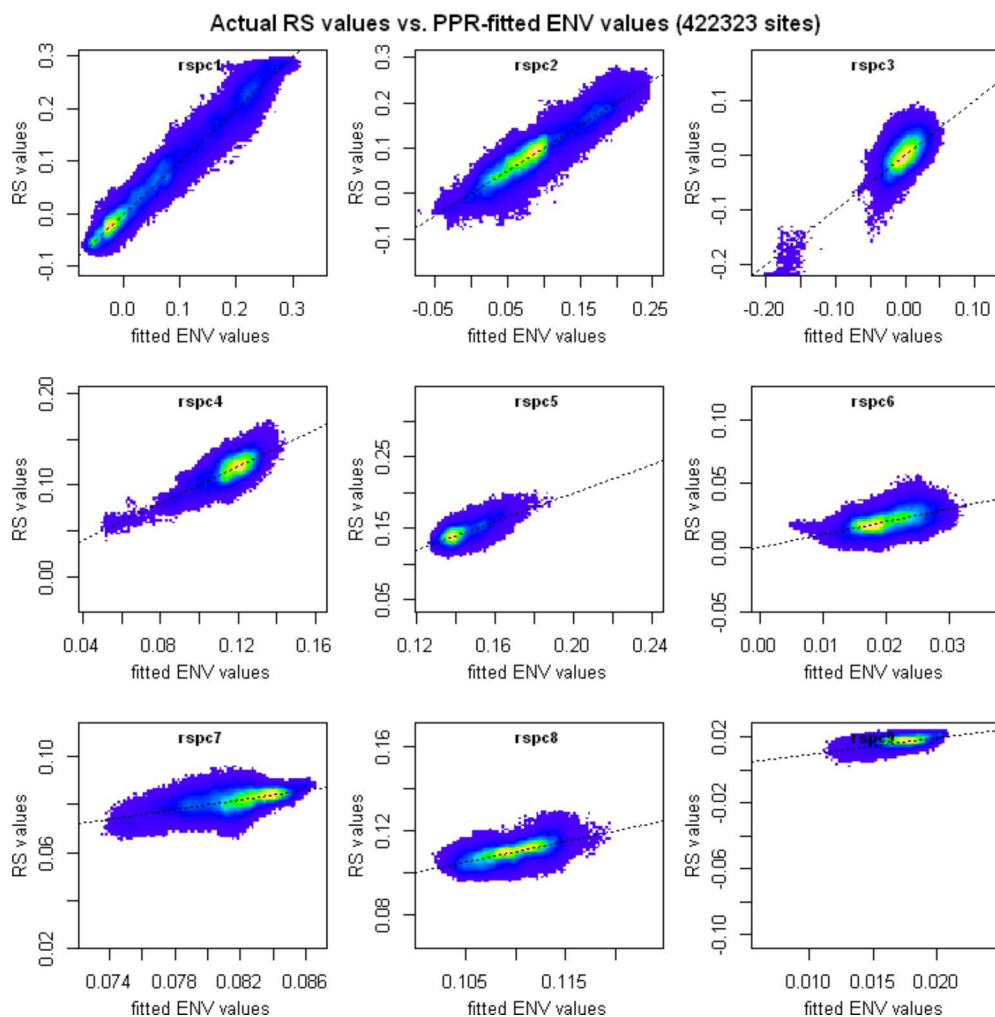 Actual RS values vs. PPR-fitted ENV values (422323 sites)
rspc1
rspc2
rspc3
RS values
-0.1 0.0 0.1 0.2 0.3
RS values
-0.1 0.0 0.1 0.2 0.3
RS values
-0.2 -0.1 0.0 0.1
0.0 0.1 0.2 0.3
-0.05 0.05 0.15 0.25
-0.20 -0.10 0.00 0.10
fitted ENV values
fitted ENV values
fitted ENV values
rspc4
rspc5
rspc6
RS values
0.00 0.10 0.20
RS values
0.05 0.15 0.25
RS values
-0.05 0.00 0.05 0.10
0.04 0.08 0.12 0.16
0.12 0.16 0.20 0.24
0.00 0.01 0.02 0.03
fitted ENV values
fitted ENV values
fitted ENV values
rspc7
rspc8
rspc9
RS values
0.02 0.06 0.10
RS values
0.08 0.12 0.16
RS values
-0.10 -0.06 -0.02 0.02
0.074 0.078 0.082 0.086
0.105 0.115
0.010 0.015 0.020
fitted ENV values
fitted ENV values
fitted ENV values